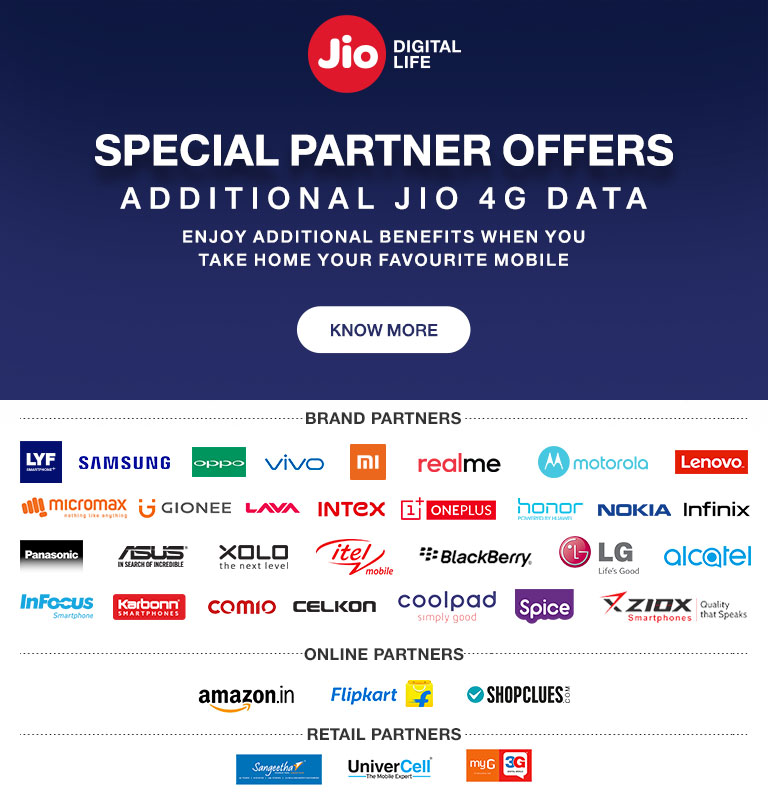 Jio DIGITAL
LIFE
SPECIAL PARTNER OFFERS
ADDITIONAL JIO 4G DATA
ENJOY ADDITIONAL BENEFITS WHEN YOU
TAKE HOME YOUR FAVOURITE MOBILE
KNOW MORE
BRAND PARTNERS
LYF
SMARTPHONE+
SAMSUNG
oppo
vivo
mi
realme
motorola
Lenovo
micromax
nothing like anything
GIONEE
LAVA
INTEX
1+ ONEPLUS
honor
POWERED BY HUAWEI
NOKIA
Infinix
Panasonic
ASUS
IN SEARCH OF INCREDIBLE
XOLO
the next level
itel
mobile
BlackBerry
LG
Life's Good
alcatel
InFocus
Smartphone
Karbonn
SMARTPHONES
COMIO
CELKON
coolpad
simply good
Spice
ZIOX
Smartphones
Quality
that Speaks
ONLINE PARTNERS
amazon.in
Flipkart
SHOPCLUES.COM
RETAIL PARTNERS
Sangeetha
UniverCell
The Mobile Expert
myG
3G